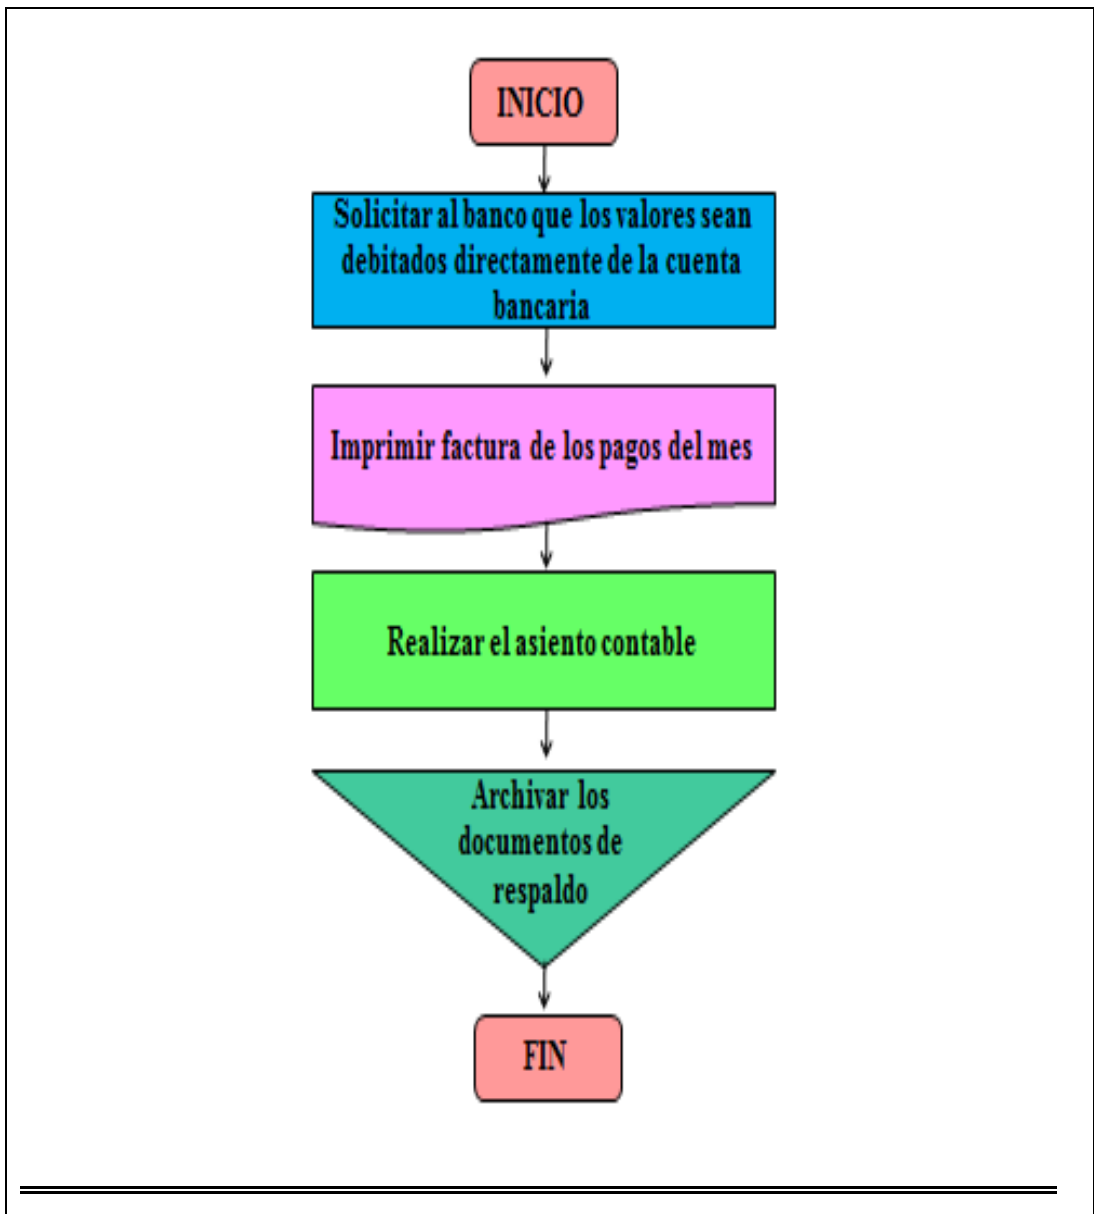 INICIO
Solicitar al banco que los valores sean
debitados directamente de la cuenta
bancaria
Imprimir factura de los pagos del mes
Realizar el asiento contable
Archivar los
documentos de
respaldo
FIN